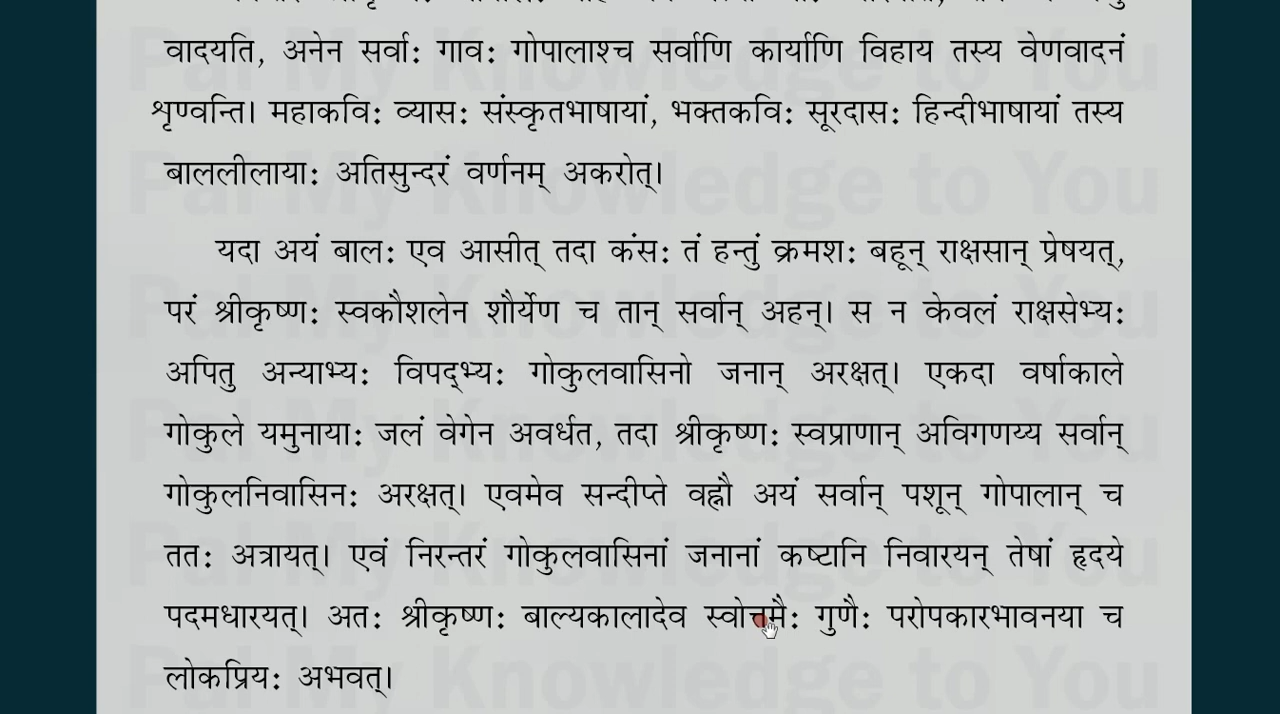 वादयति, अनेन सर्वा: गाव: गोपालाश्च सर्वाणि कार्याणि विहाय तस्य वेणवादनं
शृण्वन्ति। महाकवि: व्यास: संस्कृतभाषायां, भक्तकवि: सूरदास: हिन्दीभाषायां तस्य
बाललीलाया: अतिसुन्दरं वर्णनम् अकरोत्।
यदा अयं बाल: एव आसीत् तदा कंस: तं हन्तुं क्रमश: बहून् राक्षसान् प्रेषयत्,
परं श्रीकृष्ण: स्वकौशलेन शौर्येण च तान् सर्वान् अहन्। स न केवलं राक्षसेभ्य:
अपितु अन्याभ्य: विपद्भ्य: गोकुलवासिनो जनान् अरक्षत्। एकदा वर्षाकाले
गोकुले यमुनाया: जलं वेगेन अवर्धत, तदा श्रीकृष्ण: स्वप्राणान् अविगणय्य सर्वान्
गोकुलनिवासिन: अरक्षत्। एवमेव सन्दीप्ते वह्नौ अयं सर्वान् पशून् गोपालान् च
तत: अत्रायत्। एवं निरन्तरं गोकुलवासिनां जनानां कष्टानि निवारयन् तेषां हृदये
पदमधारयत्। अत: श्रीकृष्ण: बाल्यकालादेव स्वोत्तमै: गुणै: परोपकारभावनया च
लोकप्रिय: अभवत्।